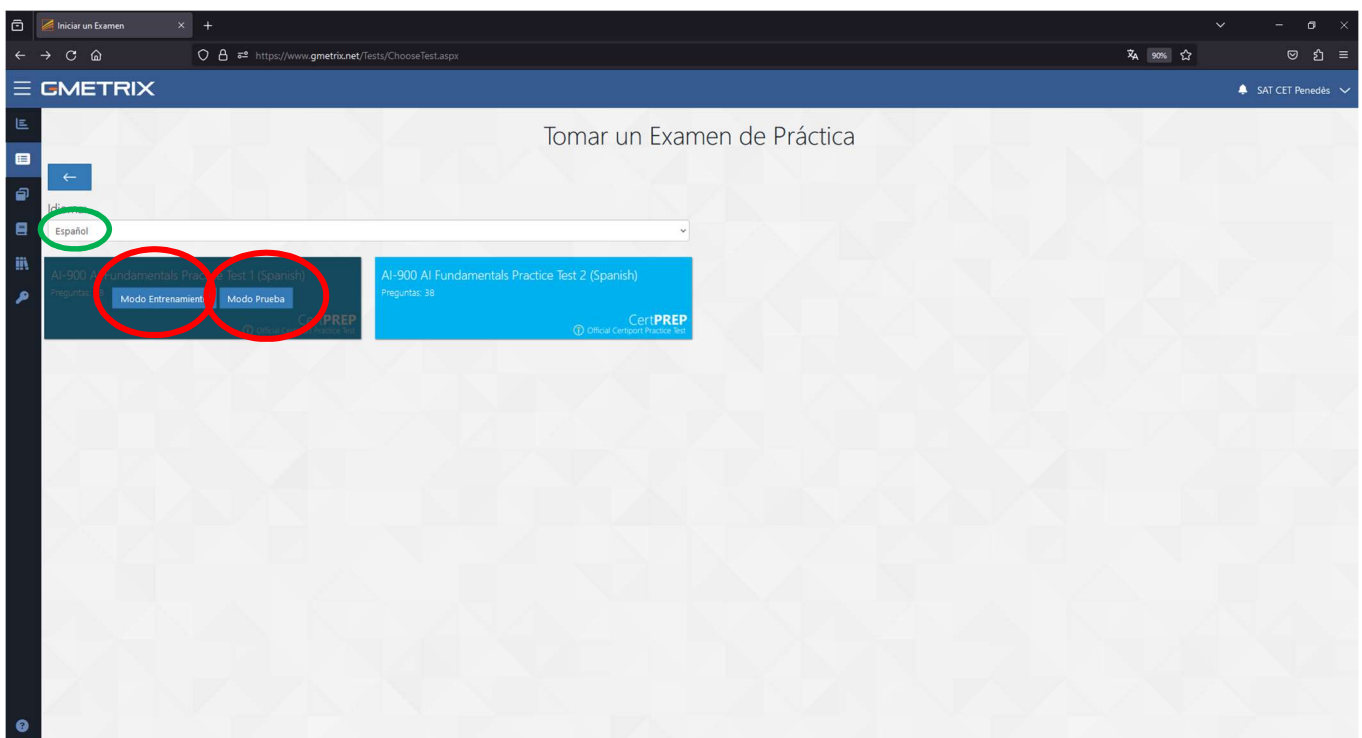 Iniciar un Examen
https://www.gmetrix.net/Tests/ChooseTest.aspx
90%
GMETRIX
SAT CET Penedès
Tomar un Examen de Práctica
Español
AI-900 AI Fundamentals Practice Test 1 (Spanish)
Preguntas:
Modo Entrenamiento
Modo Prueba
CertPREP
Official Certiport Practice Test
AI-900 AI Fundamentals Practice Test 2 (Spanish)
Preguntas: 38
CertPREP
Official Certiport Practice Test